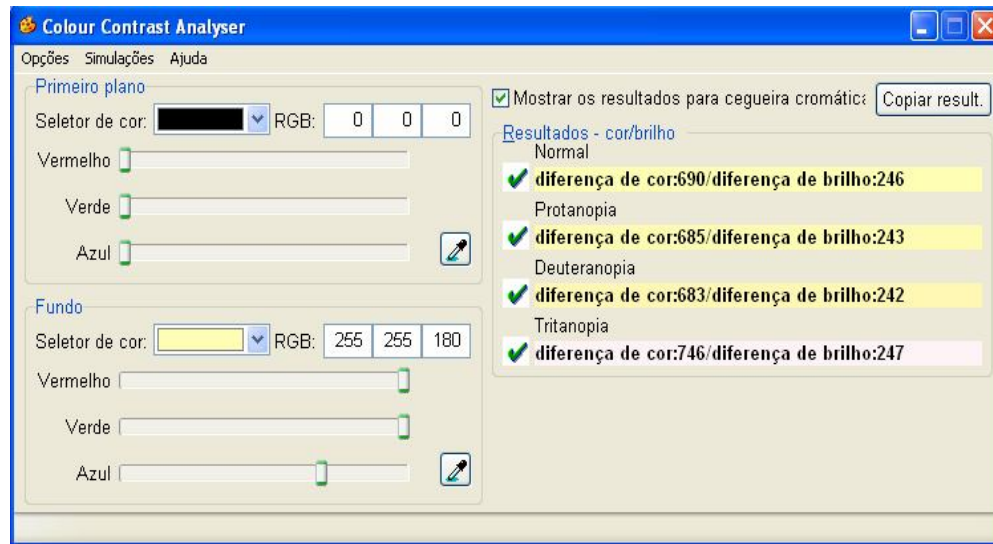 Colour Contrast Analyser
Opções Simulações Ajuda
Primeiro plano
Seletor de cor: RGB: 0 0 0
Vermelho
Verde
Azul
Fundo
Seletor de cor: RGB: 255 255 180
Vermelho
Verde
Azul
Mostrar os resultados para cegueira cromática Copiar result.
Resultados - cor/brilho
Normal
diferença de cor:690/diferença de brilho:246
Protanopia
diferença de cor:685/diferença de brilho:243
Deuteranopia
diferença de cor:683/diferença de brilho:242
Tritanopia
diferença de cor:746/diferença de brilho:247